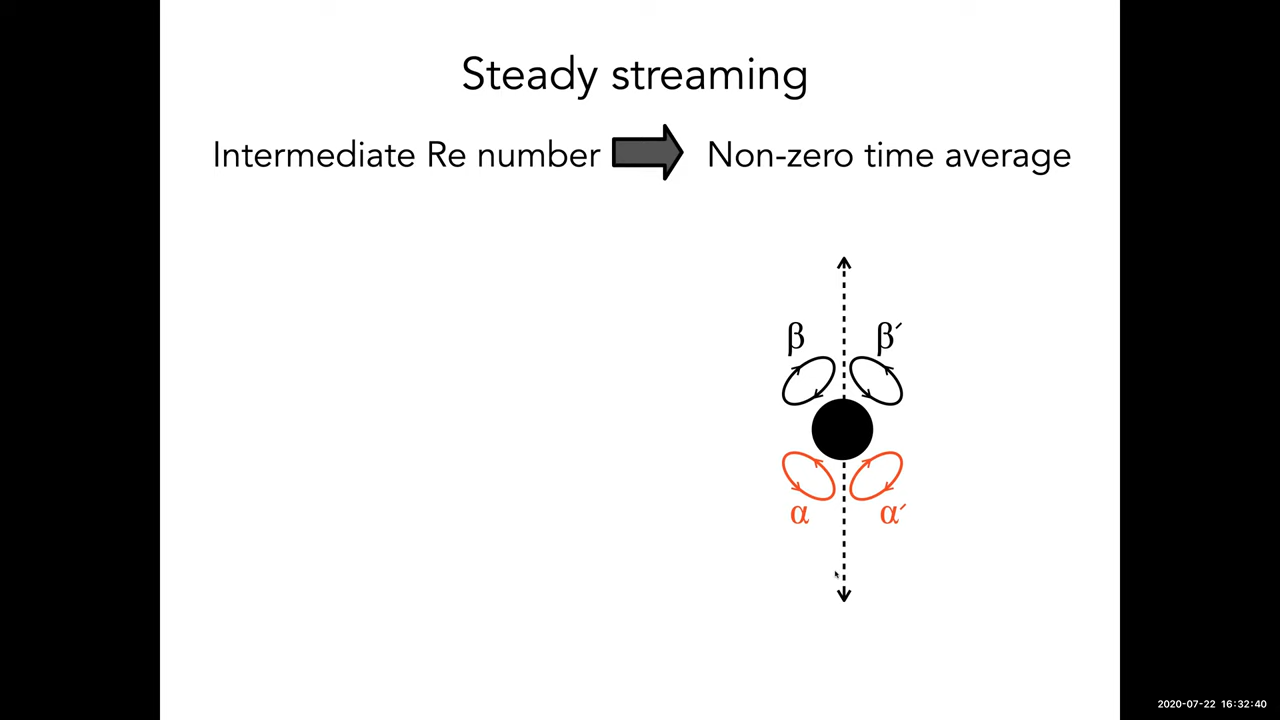 Steady streaming
Intermediate Re number Non-zero time average
β β′
α α′
2020-07-22 16:32:40